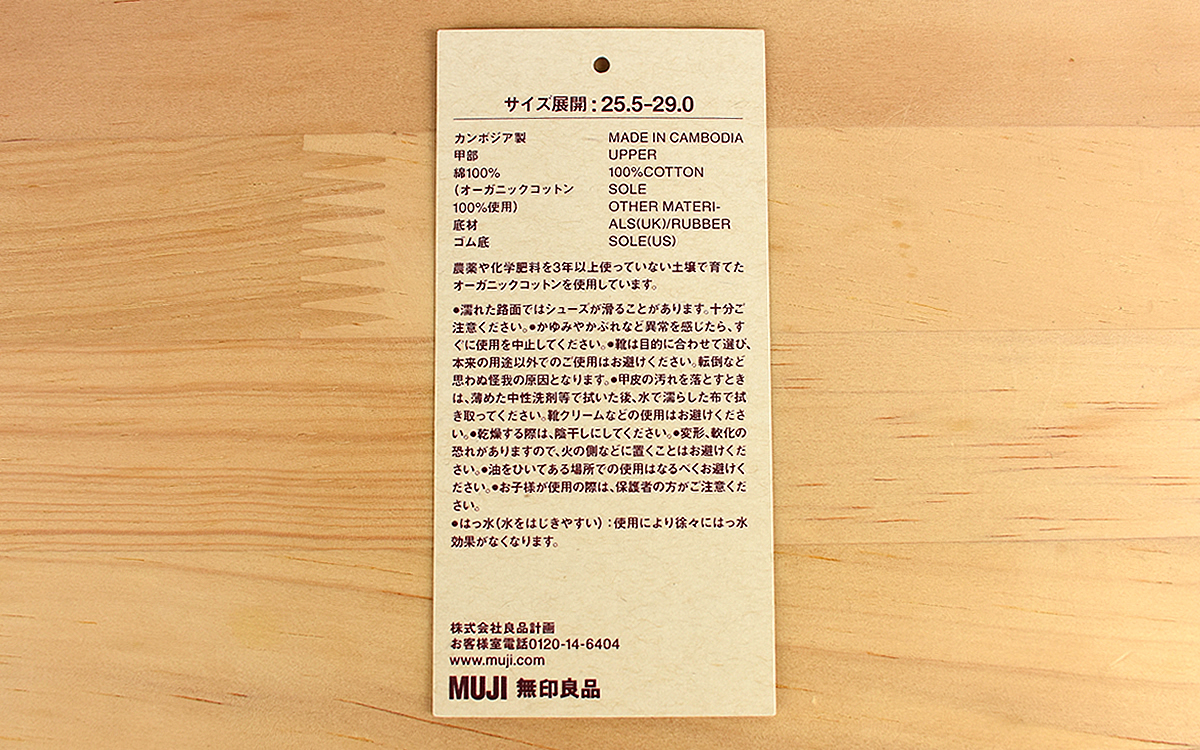 サイズ展開：25.5-29.0
カンボジア製
甲部
綿100%
（オーガニックコットン
100%使用）
底材
ゴム底
MADE IN CAMBODIA
UPPER
100%COTTON
SOLE
OTHER MATERI-
ALS(UK)/RUBBER
SOLE(US)
農薬や化学肥料を3年以上使っていない土壌で育てた
オーガニックコットンを使用しています。
●濡れた路面ではシューズが滑ることがあります。十分ご
注意ください。●かゆみやかぶれなど異常を感じたら、す
ぐに使用を中止してください。●靴は目的に合わせて選び、
本来の用途以外でのご使用はお避けください。転倒など
思わぬ怪我の原因となります。●甲皮の汚れを落とすとき
は、薄めた中性洗剤等で拭いた後、水で濡らした布で拭
き取ってください。靴クリームなどの使用はお避けくださ
い。●乾燥する際は、陰干しにしてください。●変形、軟化の
恐れがありますので、火の側などに置くことはお避けくだ
さい。●油をひいてある場所での使用はなるべくお避けく
ださい。●お子様が使用の際は、保護者の方がご注意くだ
さい。
●はっ水（水をはじきやすい）：使用により徐々にはっ水
効果がなくなります。
株式会社良品計画
お客様室電話0120-14-6404
www.muji.com
MUJI 無印良品